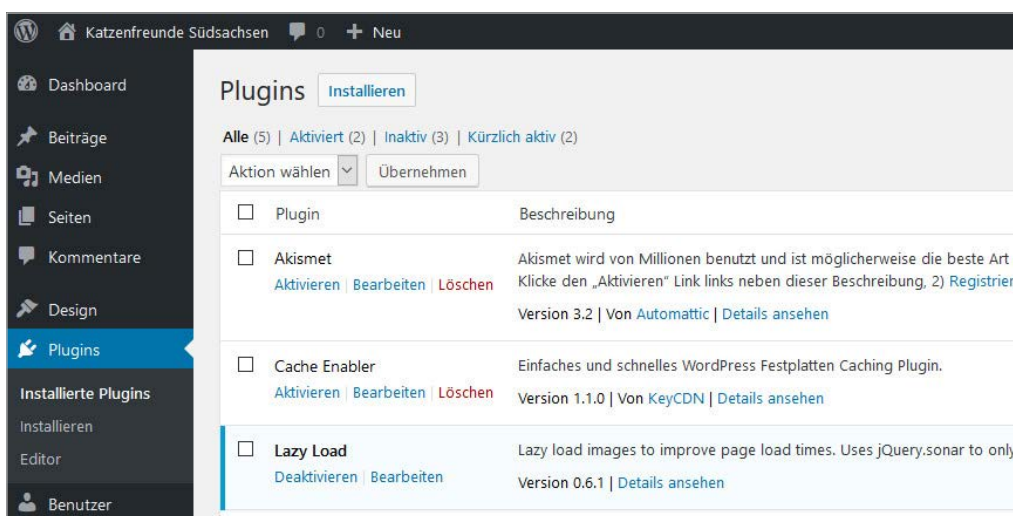 Katzenfreunde Südsachsen 0 + Neu
Dashboard
Beiträge
Medien
Seiten
Kommentare
Design
Plugins
Installierte Plugins
Installieren
Editor
Benutzer
Plugins Installieren
Alle (5) | Aktiviert (2) | Inaktiv (3) | Kürzlich aktiv (2)
Aktion wählen Übernehmen
Plugin Beschreibung
Akismet
Aktivieren | Bearbeiten | Löschen
Akismet wird von Millionen benutzt und ist möglicherweise die beste Art
Klicke den „Aktivieren“ Link links neben dieser Beschreibung, 2) Registrier
Version 3.2 | Von Automattic | Details ansehen
Cache Enabler
Aktivieren | Bearbeiten | Löschen
Einfaches und schnelles WordPress Festplatten Caching Plugin.
Version 1.1.0 | Von KeyCDN | Details ansehen
Lazy Load
Deaktivieren | Bearbeiten
Lazy load images to improve page load times. Uses jQuery.sonar to only
Version 0.6.1 | Details ansehen